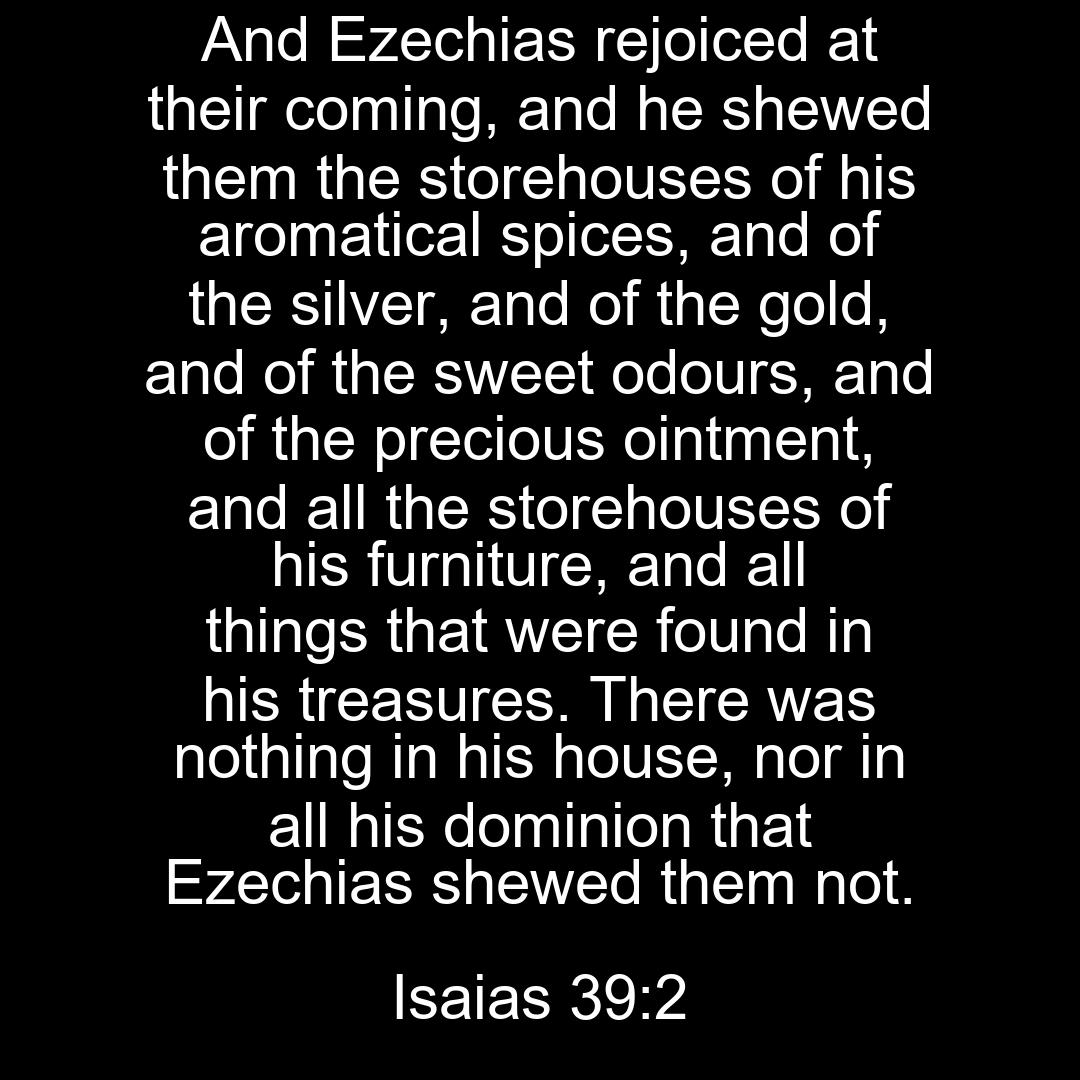 And Ezechias rejoiced at
their coming, and he shewed
them the storehouses of his
aromatical spices, and of
the silver, and of the gold,
and of the sweet odours, and
of the precious ointment,
and all the storehouses of
his furniture, and all
things that were found in
his treasures. There was
nothing in his house, nor in
all his dominion that
Ezechias shewed them not.
Isaias 39:2